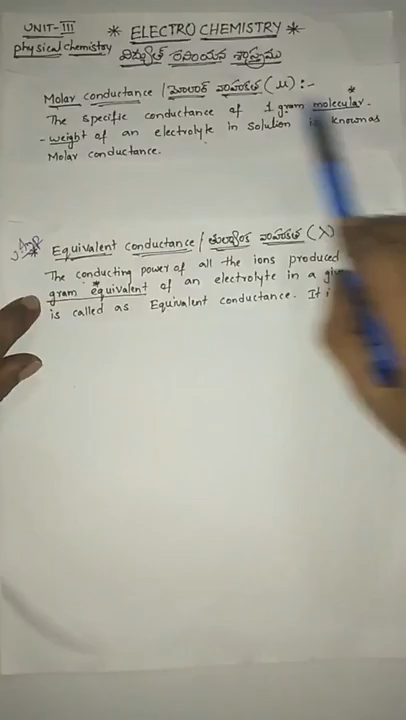 UNIT-III
* ELECTRO CHEMISTRY *
physical chemistry
విద్యుత్ రసాయన శాస్త్రము
Molar conductance / మోలార్ వాహకత (μ) :-
The specific conductance of 1 gram molecular-
- weight of an electrolyte in solution is known as
Molar conductance.
Imp
* Equivalent conductance / తుల్యాంక వాహకత (λ)
The conducting power of all the ions produced
gram equivalent of an electrolyte in a
is called as Equivalent conductance. It